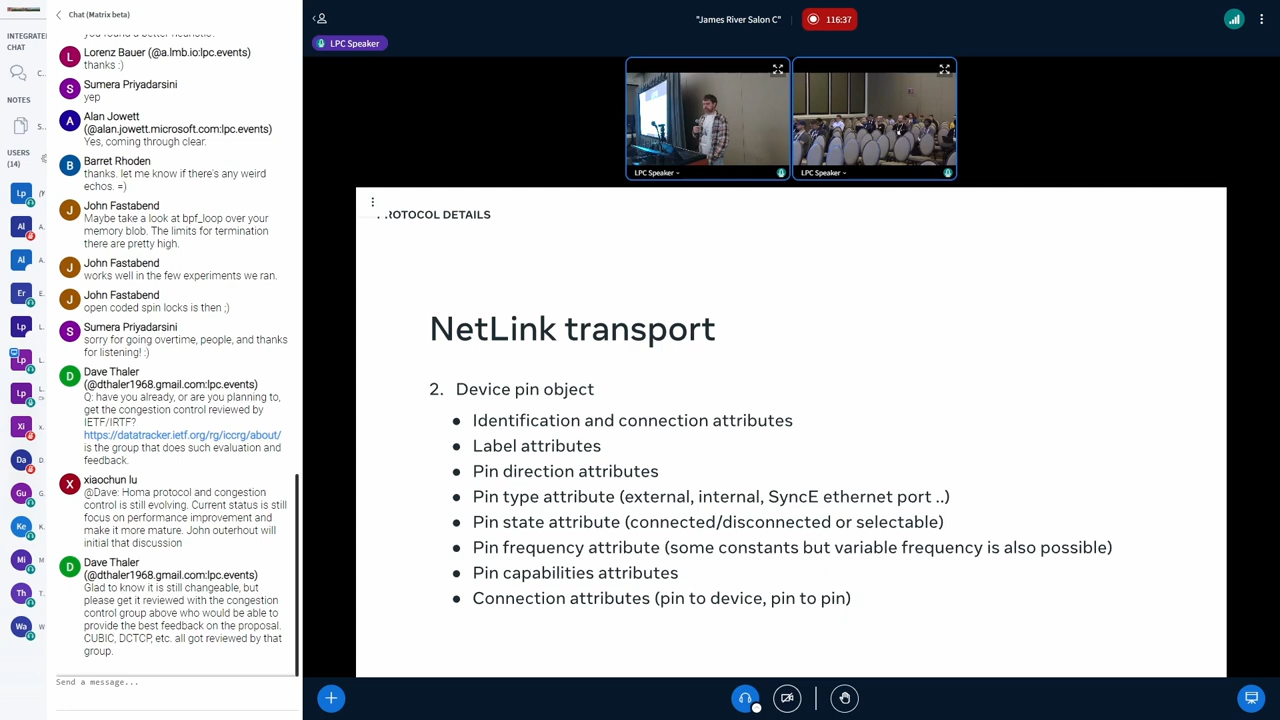 Chat (Matrix beta)
INTEGRATE
CHAT
C..
NOTES
S..
USERS
(14)
you found a better heuristic?
Lorenz Bauer (@a.lmb.io:lpc.events)
thanks :)
Sumera Priyadarsini
yep
Alan Jowett
(@alan.jowett.microsoft.com:lpc.events)
Yes, coming through clear.
Barret Rhoden
thanks. let me know if there's any weird
echos. =)
John Fastabend
Maybe take a look at bpf_loop over your
memory blob. The limits for termination
there are pretty high.
John Fastabend
works well in the few experiments we ran.
John Fastabend
open coded spin locks is then ;)
Sumera Priyadarsini
sorry for going overtime, people, and thanks
for listening! :)
Dave Thaler
(@dthaler1968.gmail.com:lpc.events)
Q: have you already, or are you planning to,
get the congestion control reviewed by
IETF/IRTF?
https://datatracker.ietf.org/rg/iccrg/about/
is the group that does such evaluation and
feedback.
xiaochun lu
@Dave: Homa protocol and congestion
control is still evolving. Current status is still
focus on performance improvement and
make it more mature. John outerhout will
initial that discussion
Dave Thaler
(@dthaler1968.gmail.com:lpc.events)
Glad to know it is still changeable, but
please get it reviewed with the congestion
control group above who would be able to
provide the best feedback on the proposal.
CUBIC, DCTCP, etc. all got reviewed by that
group.
Send a message...
"James River Salon C"
116:37
LPC Speaker
LPC Speaker
LPC Speaker
ROTOCOL DETAILS
NetLink transport
2. Device pin object
● Identification and connection attributes
● Label attributes
● Pin direction attributes
● Pin type attribute (external, internal, SyncE ethernet port ..)
● Pin state attribute (connected/disconnected or selectable)
● Pin frequency attribute (some constants but variable frequency is also possible)
● Pin capabilities attributes
● Connection attributes (pin to device, pin to pin)